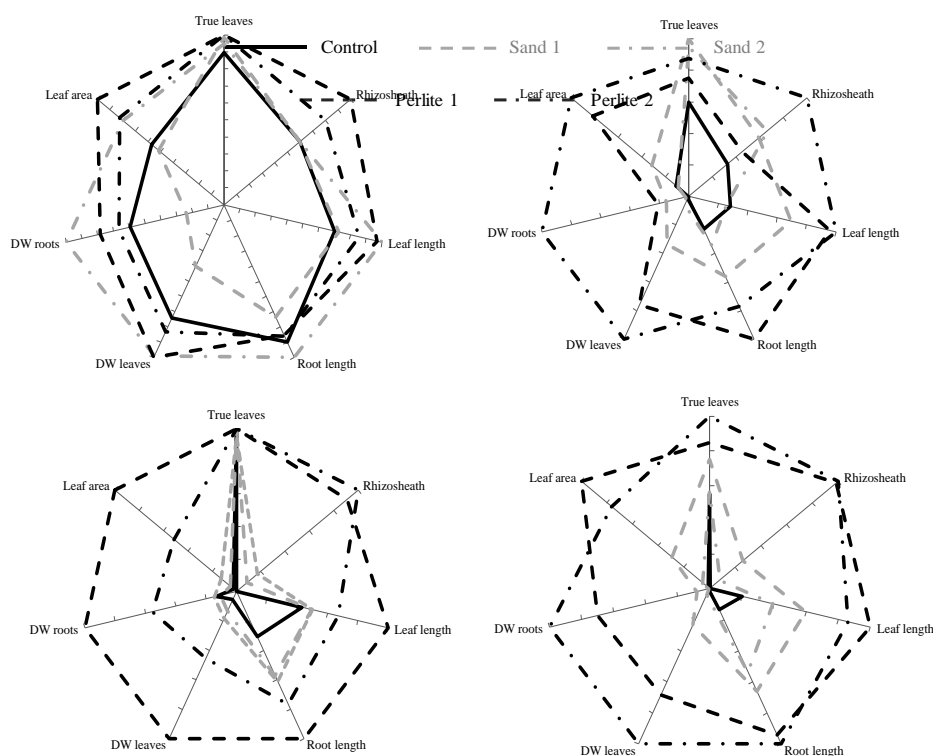 True leaves
True leaves
Control
Sand 1
Sand 2
Leaf area
Rhizosheath
Perlite 1
Leaf area
Perlite 2
Rhizosheath
DW roots
Leaf length
DW roots
Leaf length
DW leaves
Root length
DW leaves
Root length
True leaves
True leaves
Leaf area
Rhizosheath
Leaf area
Rhizosheath
DW roots
Leaf length
DW roots
Leaf length
DW leaves
Root length
DW leaves
Root length